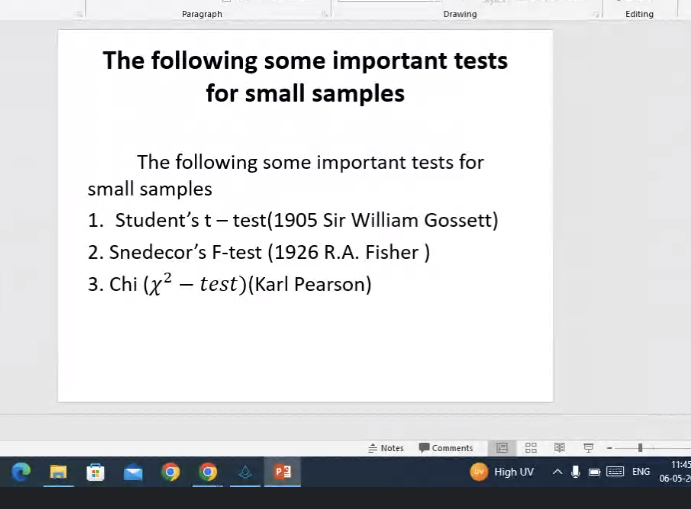 Paragraph
Drawing
Editing
The following some important tests
for small samples
The following some important tests for
small samples
1. Student's t – test(1905 Sir William Gossett)
2. Snedecor's F-test (1926 R.A. Fisher )
3. Chi (χ² − test)(Karl Pearson)
Notes
Comments
High UV
ENG
11:45
06-05-2